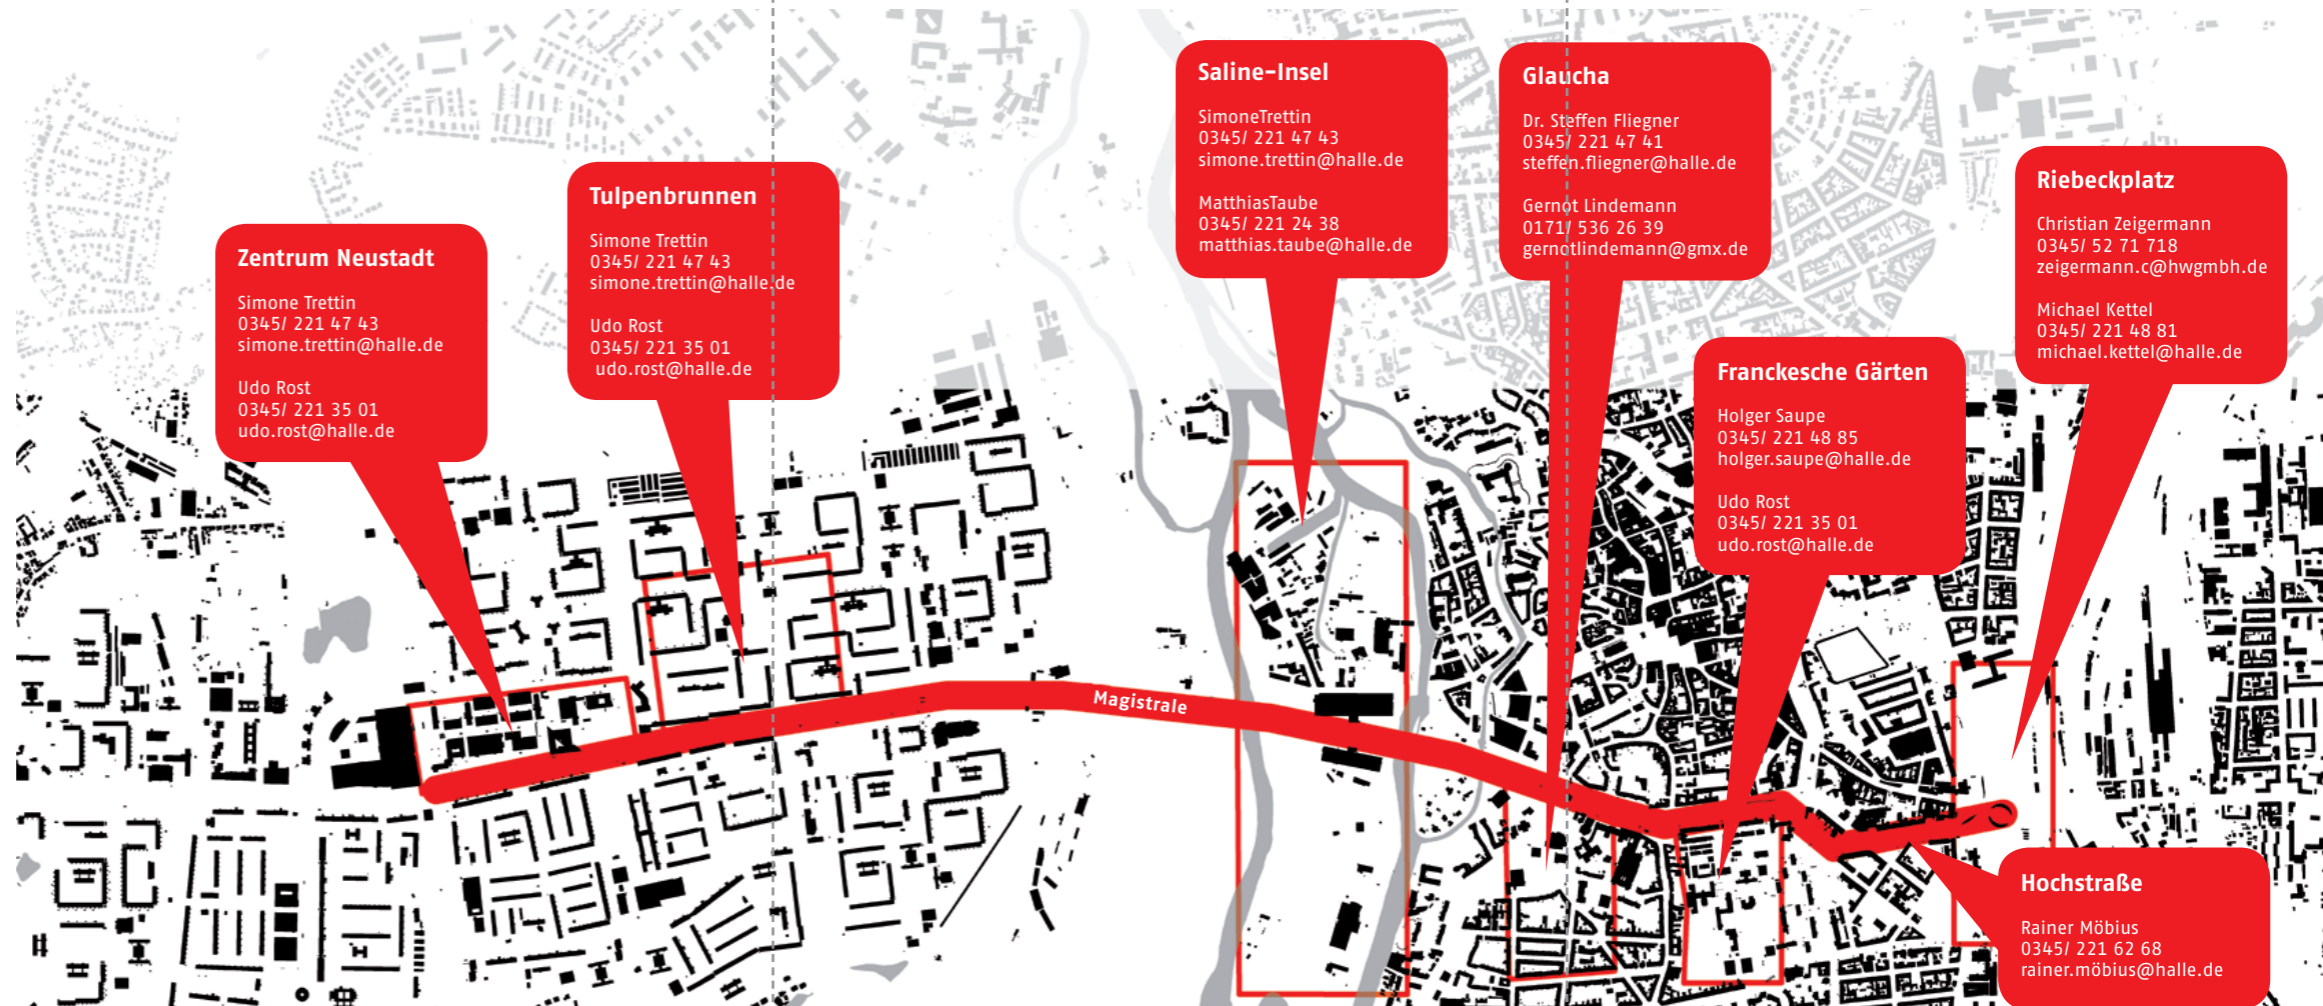 Zentrum Neustadt
Simone Trettin
0345/ 221 47 43
simone.trettin@halle.de
Udo Rost
0345/ 221 35 01
udo.rost@halle.de
Tulpenbrunnen
Simone Trettin
0345/ 221 47 43
simone.trettin@halle.de
Udo Rost
0345/ 221 35 01
udo.rost@halle.de
Saline-Insel
SimoneTrettin
0345/ 221 47 43
simone.trettin@halle.de
MatthiasTaube
0345/ 221 24 38
matthias.taube@halle.de
Glaucha
Dr. Steffen Fliegner
0345/ 221 47 41
steffen.fliegner@halle.de
Gernot Lindemann
0171/ 536 26 39
gernotlindemann@gmx.de
Franckesche Gärten
Holger Saupe
0345/ 221 48 85
holger.saupe@halle.de
Udo Rost
0345/ 221 35 01
udo.rost@halle.de
Riebeckplatz
Christian Zeigermann
0345/ 52 71 718
zeigermann.c@hwgmbh.de
Michael Kettel
0345/ 221 48 81
michael.kettel@halle.de
Magistrale
Hochstraße
Rainer Möbius
0345/ 221 62 68
rainer.möbius@halle.de